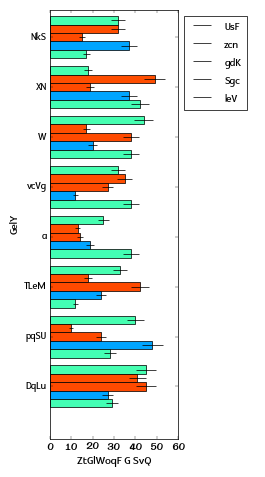 UsF
zcn
gdK
Sgc
leV
NkS
XN
W
vcVg
α
TLeM
pqSU
DqLu
GelY
0 10 20 30 40 50 60
ZtGlWoqF G SvQ